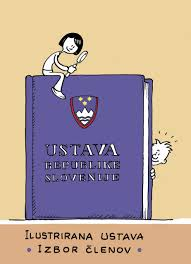 USTAVA
REPUBLIKE
SLOVENIJE
ILUSTRIRANA USTAVA
• IZBOR ČLENOV •